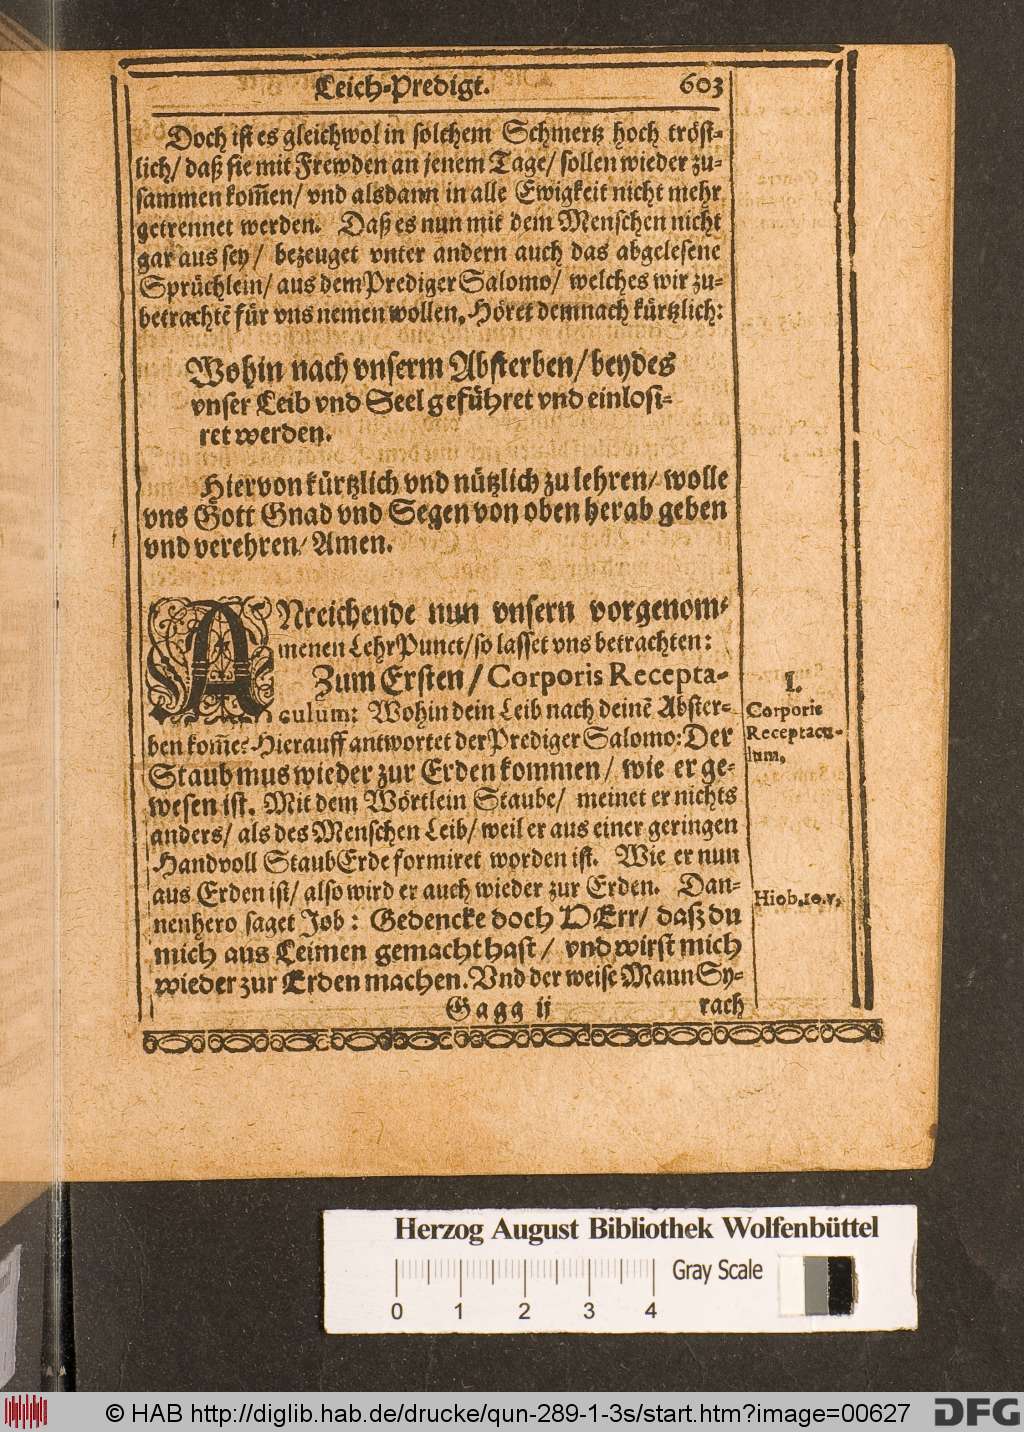 Leich-Predigt. 603
Doch ist es gleichwol in solchem Schmertz hoch tröst-
lich/ daß sie mit Frewden an jenem Tage/ sollen wieder zu-
sammen kom̃en/ vnd alsdann in alle Ewigkeit nicht mehr
getrennet werden. Daß es nun mit dem Menschen nicht
gar aus sey/ bezeuget vnter andern auch das abgelesene
Sprüchlein/ aus dem Prediger Salomo/ welches wir zu-
betrachtẽ für vns nemen wollen. Höret demnach kürtzlich:
Wohin nach vnserm Absterben/ beydes
vnser Leib vnd Seel geführet vnd einlosi-
ret werden.
Hiervon kürtzlich vnd nützlich zu lehren/ wolle
vns Gott Gnad vnd Segen von oben herab geben
vnd verehren/ Amen.
ANreichende nun vnsern vorgenom-
menen LehrPunct/ so lasset vns betrachten:
Zum Ersten/ Corporis Recepta-
culum: Wohin dein Leib nach deinẽ Abster-
ben kom̃e? Hierauff antwortet der Prediger Salomo: Der
Staub mus wieder zur Erden kommen/ wie er ge-
wesen ist. Mit dem Wörtlein Staube/ meinet er nichts
anders/ als des Menschen Leib/ weil er aus einer geringen
Handvoll StaubErde formiret worden ist. Wie er nun
aus Erden ist/ also wird er auch wieder zur Erden. Dan-
nenhero saget Job: Gedencke doch HErr/ daß du
mich aus Leimen gemacht hast/ vnd wirst mich
wieder zur Erden machen. Vnd der weise Mann Sy-
Gggg ij rach
I.
Corporis
Receptacu-
lum.
Hiob.10.v.
Herzog August Bibliothek Wolfenbüttel
Gray Scale
0 1 2 3 4
© HAB http://diglib.hab.de/drucke/qun-289-1-3s/start.htm?image=00627
DFG